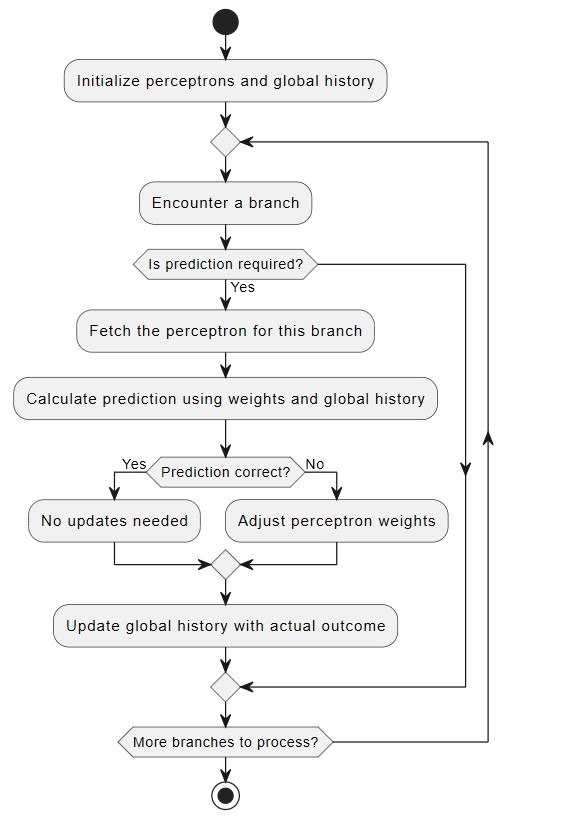 Initialize perceptrons and global history
Encounter a branch
Is prediction required?
Yes
Fetch the perceptron for this branch
Calculate prediction using weights and global history
Yes
Prediction correct?
No
No updates needed
Adjust perceptron weights
Update global history with actual outcome
More branches to process?